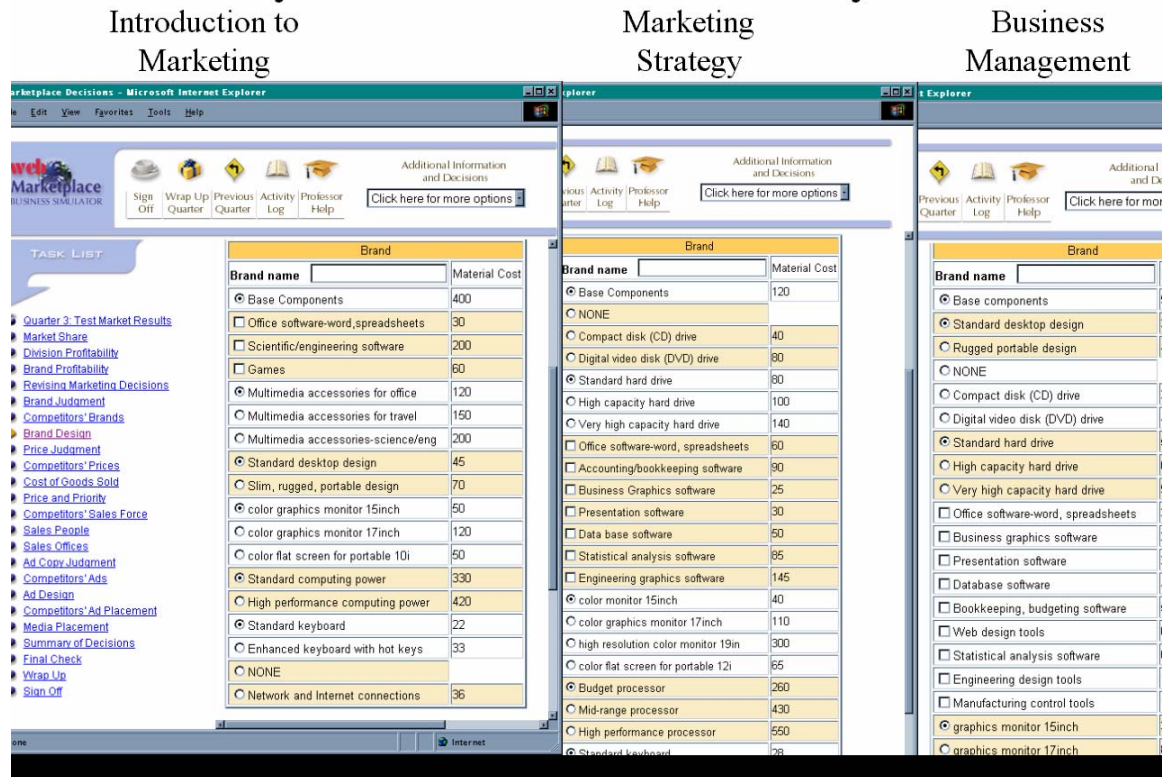 Introduction to
Marketing
Marketing
Strategy
Business
Management
Marketplace Decisions - Microsoft Internet Explorer
Edit View Favorites Tools Help
web
Marketplace
BUSINESS SIMULATOR
Sign Off
Wrap Up Quarter
Previous Quarter
Activity Log
Professor Help
Additional Information
and Decisions
Click here for more options
TASK LIST
Quarter 3: Test Market Results
Market Share
Division Profitability
Brand Profitability
Revising Marketing Decisions
Brand Judgment
Competitors' Brands
Brand Design
Price Judgment
Competitors' Prices
Cost of Goods Sold
Price and Priority
Competitors' Sales Force
Sales People
Sales Offices
Ad Copy Judgment
Competitors' Ads
Ad Design
Competitors' Ad Placement
Media Placement
Summary of Decisions
Final Check
Wrap Up
Sign Off
Brand
Brand name Material Cost
Base Components 400
Office software-word,spreadsheets 30
Scientific/engineering software 200
Games 60
Multimedia accessories for office 120
Multimedia accessories for travel 150
Multimedia accessories-science/eng 200
Standard desktop design 45
Slim, rugged, portable design 70
color graphics monitor 15inch 50
color graphics monitor 17inch 120
color flat screen for portable 10i 50
Standard computing power 330
High performance computing power 420
Standard keyboard 22
Enhanced keyboard with hot keys 33
NONE
Network and Internet connections 36
Internet
Explorer
Activity Log
Professor Help
Additional Information
and Decisions
Click here for more options
Brand
Brand name Material Cost
Base Components 120
NONE
Compact disk (CD) drive 40
Digital video disk (DVD) drive 80
Standard hard drive 80
High capacity hard drive 100
Very high capacity hard drive 140
Office software-word, spreadsheets 60
Accounting/bookkeeping software 90
Business Graphics software 25
Presentation software 30
Data base software 50
Statistical analysis software 85
Engineering graphics software 145
color monitor 15inch 40
color graphics monitor 17inch 110
high resolution color monitor 19in 300
color flat screen for portable 12i 65
Budget processor 260
Mid-range processor 430
High performance processor 550
Standard keyboard 28
Explorer
Previous Quarter
Activity Log
Professor Help
Additional
and
Click here for mor
Brand
Brand name
Base components
Standard desktop design
Rugged portable design
NONE
Compact disk (CD) drive
Digital video disk (DVD) drive
Standard hard drive
High capacity hard drive
Very high capacity hard drive
Office software-word, spreadsheets
Business graphics software
Presentation software
Database software
Bookkeeping, budgeting software
Web design tools
Statistical analysis software
Engineering design tools
Manufacturing control tools
graphics monitor 15inch
graphics monitor 17inch